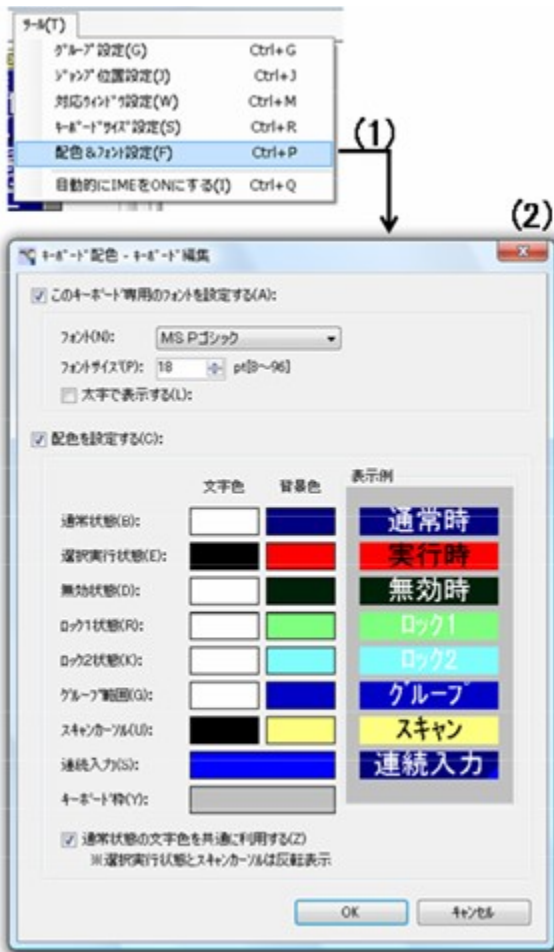 ﾂｰﾙ(T)
ｸﾞﾙｰﾌﾟ設定(G) Ctrl+G
ｼﾞｬﾝﾌﾟ位置設定(J) Ctrl+J
対応ｳｨﾝﾄﾞｳ設定(W) Ctrl+M
ｷｰﾎﾞｰﾄﾞｻｲｽﾞ設定(S) Ctrl+R
配色&ﾌｫﾝﾄ設定(F) Ctrl+P
自動的にIMEをONにする(I) Ctrl+Q
(1)
(2)
ｷｰﾎﾞｰﾄﾞ配色 - ｷｰﾎﾞｰﾄﾞ編集
このｷｰﾎﾞｰﾄﾞ専用のﾌｫﾝﾄを設定する(A):
ﾌｫﾝﾄ(N): MS Pゴシック
ﾌｫﾝﾄｻｲｽﾞ(P): 18 pt[8～96]
太字で表示する(L):
配色を設定する(C):
文字色 背景色 表示例
通常状態(B): 通常時
選択実行状態(E): 実行時
無効状態(D): 無効時
ﾛｯｸ1状態(R): ロック1
ﾛｯｸ2状態(K): ロック2
ｸﾞﾙｰﾌﾟ範囲(G): グループ
ｽｷｬﾝｶｰｿﾙ(U): スキャン
連続入力(S): 連続入力
ｷｰﾎﾞｰﾄﾞ枠(Y):
通常状態の文字色を共通に利用する(Z)
※選択実行状態とｽｷｬﾝｶｰｿﾙは反転表示
OK ｷｬﾝｾﾙ